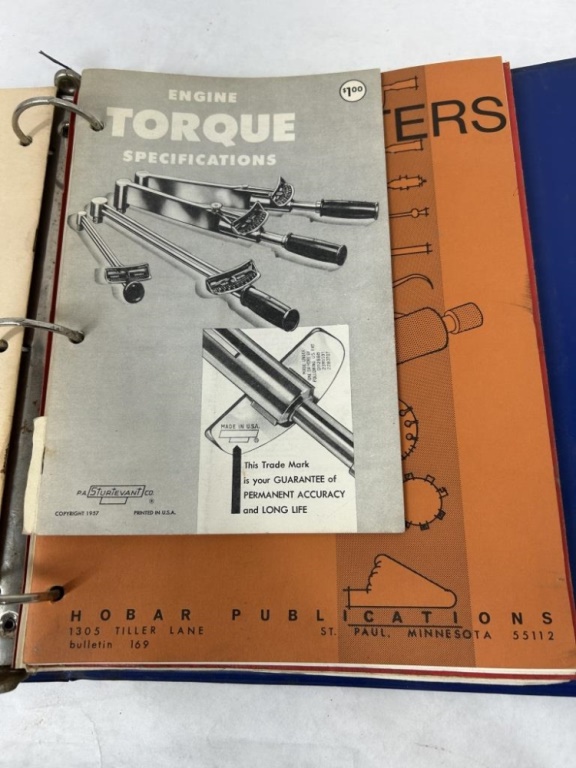 ENGINE
$1.00
TORQUE
SPECIFICATIONS
TERS
MADE IN U.S.A.
This Trade Mark
is your GUARANTEE of
PERMANENT ACCURACY
and LONG LIFE
P.A. STURTEVANT CO.
COPYRIGHT 1957 PRINTED IN U.S.A.
HOBAR PUBLICATIONS
1305 TILLER LANE ST. PAUL, MINNESOTA 55112
bulletin 169